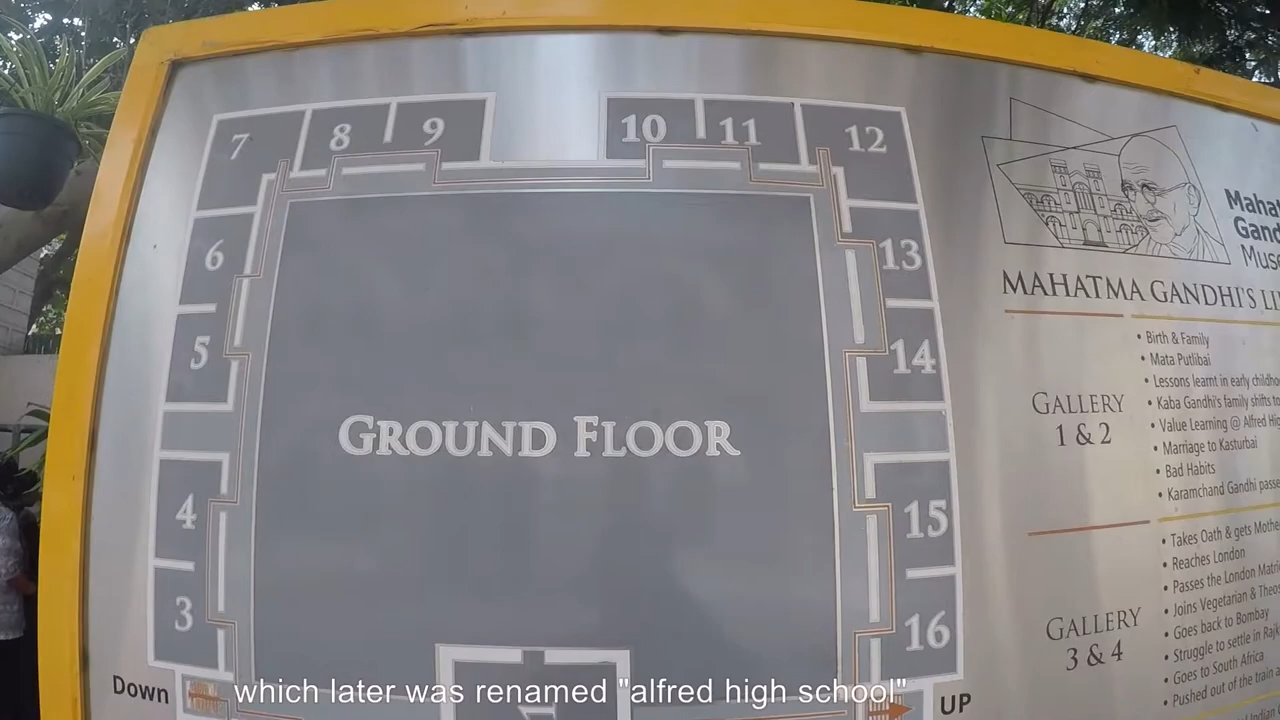 7 8 9 10 11 12
6 13
5 14
GROUND FLOOR
4 15
3 16
Down
UP
MAHATMA GANDHI'S
GALLERY
1 & 2
• Birth & Family
• Mata Putlibai
• Lessons learnt in early
• Kaba Gandhi's family shifts
• Value Learning @ Alfred
• Marriage to Kasturbai
• Bad Habits
• Karamchand Gandhi
GALLERY
3 & 4
• Takes Oath & gets
• Reaches London
• Passes the London
• Joins Vegetarian &
• Goes back to Bombay
• Struggle to settle in
• Goes to South Africa
• Pushed out of the train
which later was renamed "alfred high school"